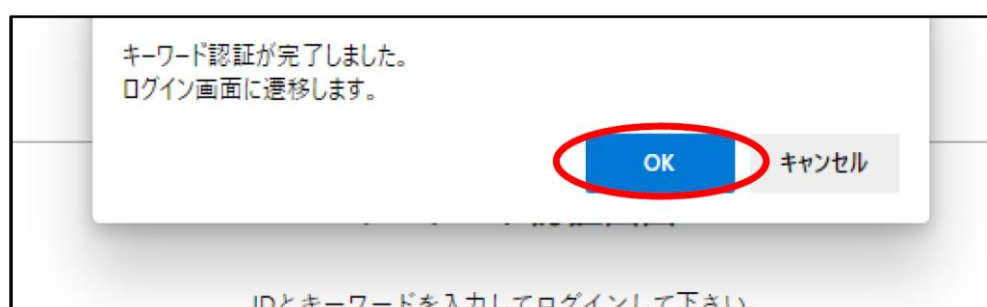 キーワード認証が完了しました。
ログイン画面に遷移します。
OK
キャンセル
IDとキーワードを入力してログインして下さい。